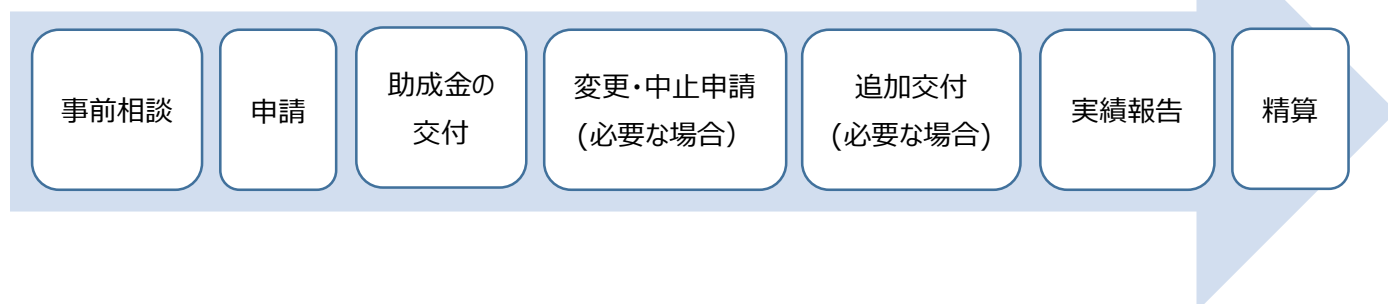 事前相談
申請
助成金の
交付
変更・中止申請
(必要な場合）
追加交付
(必要な場合)
実績報告
精算